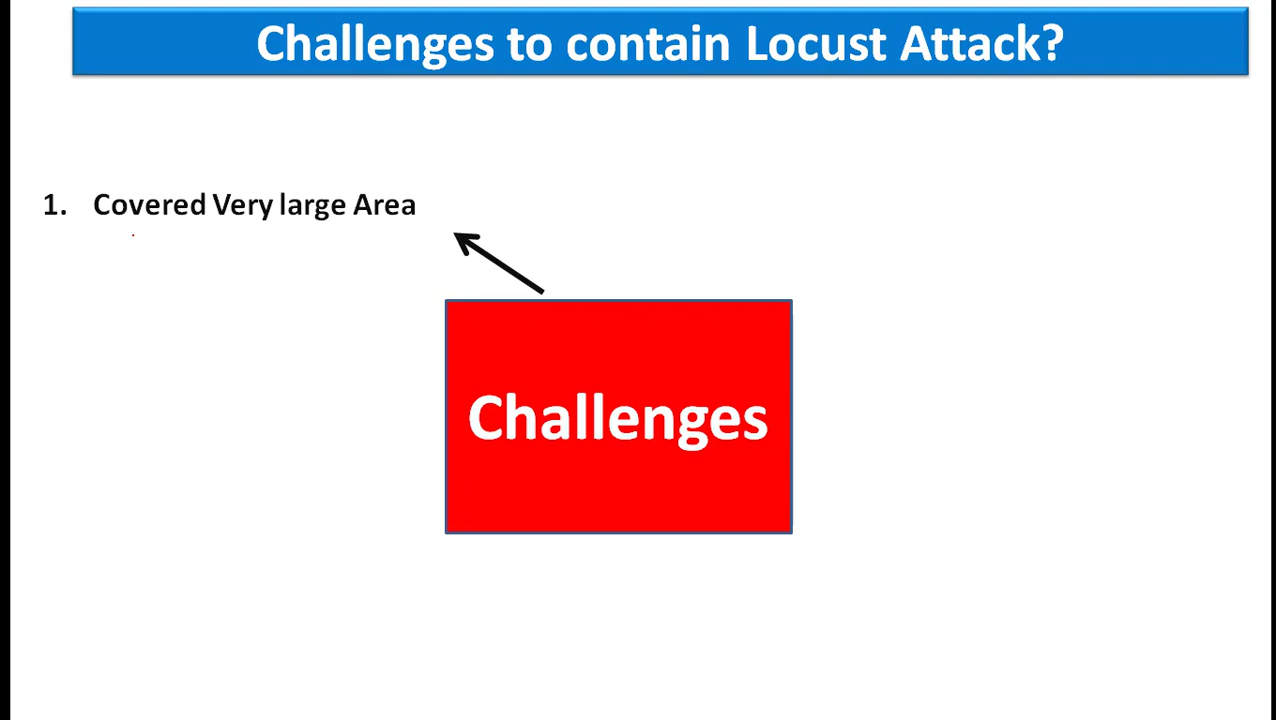 Challenges to contain Locust Attack?
1. Covered Very large Area
Challenges